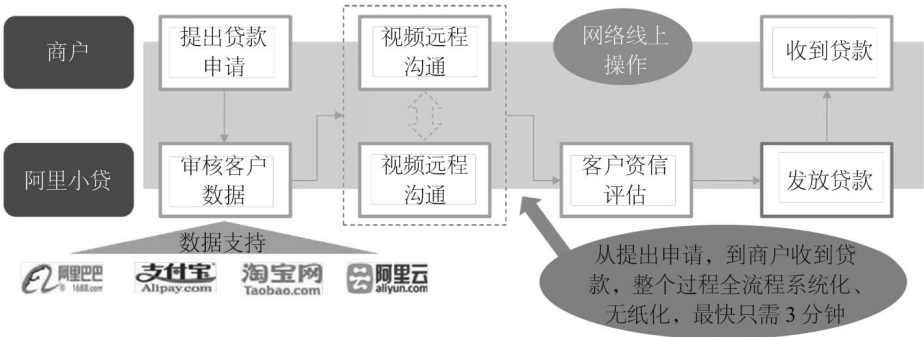 商户
提出贷款
申请
视频远程
沟通
网络线上
操作
收到贷款
阿里小贷
审核客户
数据
视频远程
沟通
客户资信
评估
发放贷款
数据支持
阿里巴巴
1688.com
支付宝
Alipay.com
淘宝网
Taobao.com
阿里云
aliyun.com
从提出申请，到商户收到贷
款，整个过程全流程系统化、
无纸化，最快只需 3 分钟